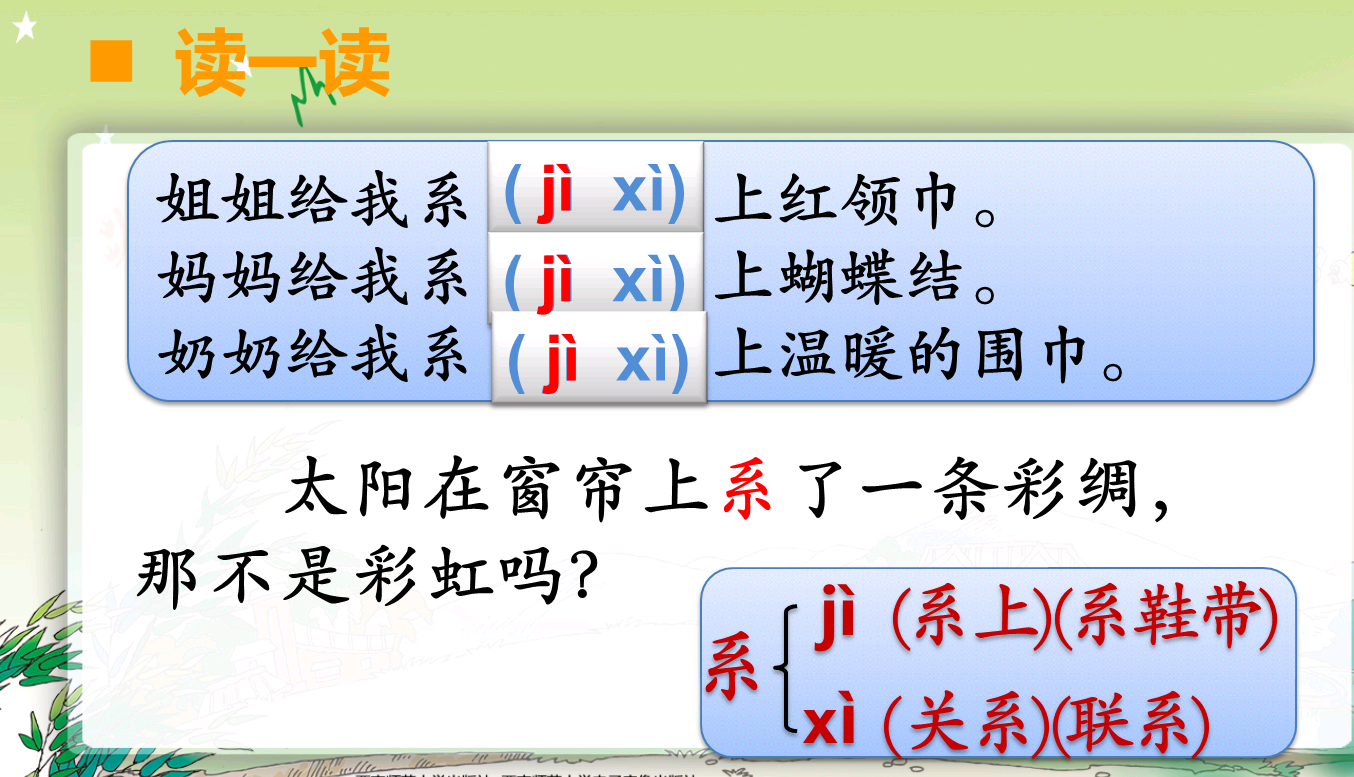 读一读
姐姐给我系(jì xì)上红领巾。
妈妈给我系(jì xì)上蝴蝶结。
奶奶给我系(jì xì)上温暖的围巾。
太阳在窗帘上系了一条彩绸，
那不是彩虹吗？
系
jì (系上)(系鞋带)
xì (关系)(联系)